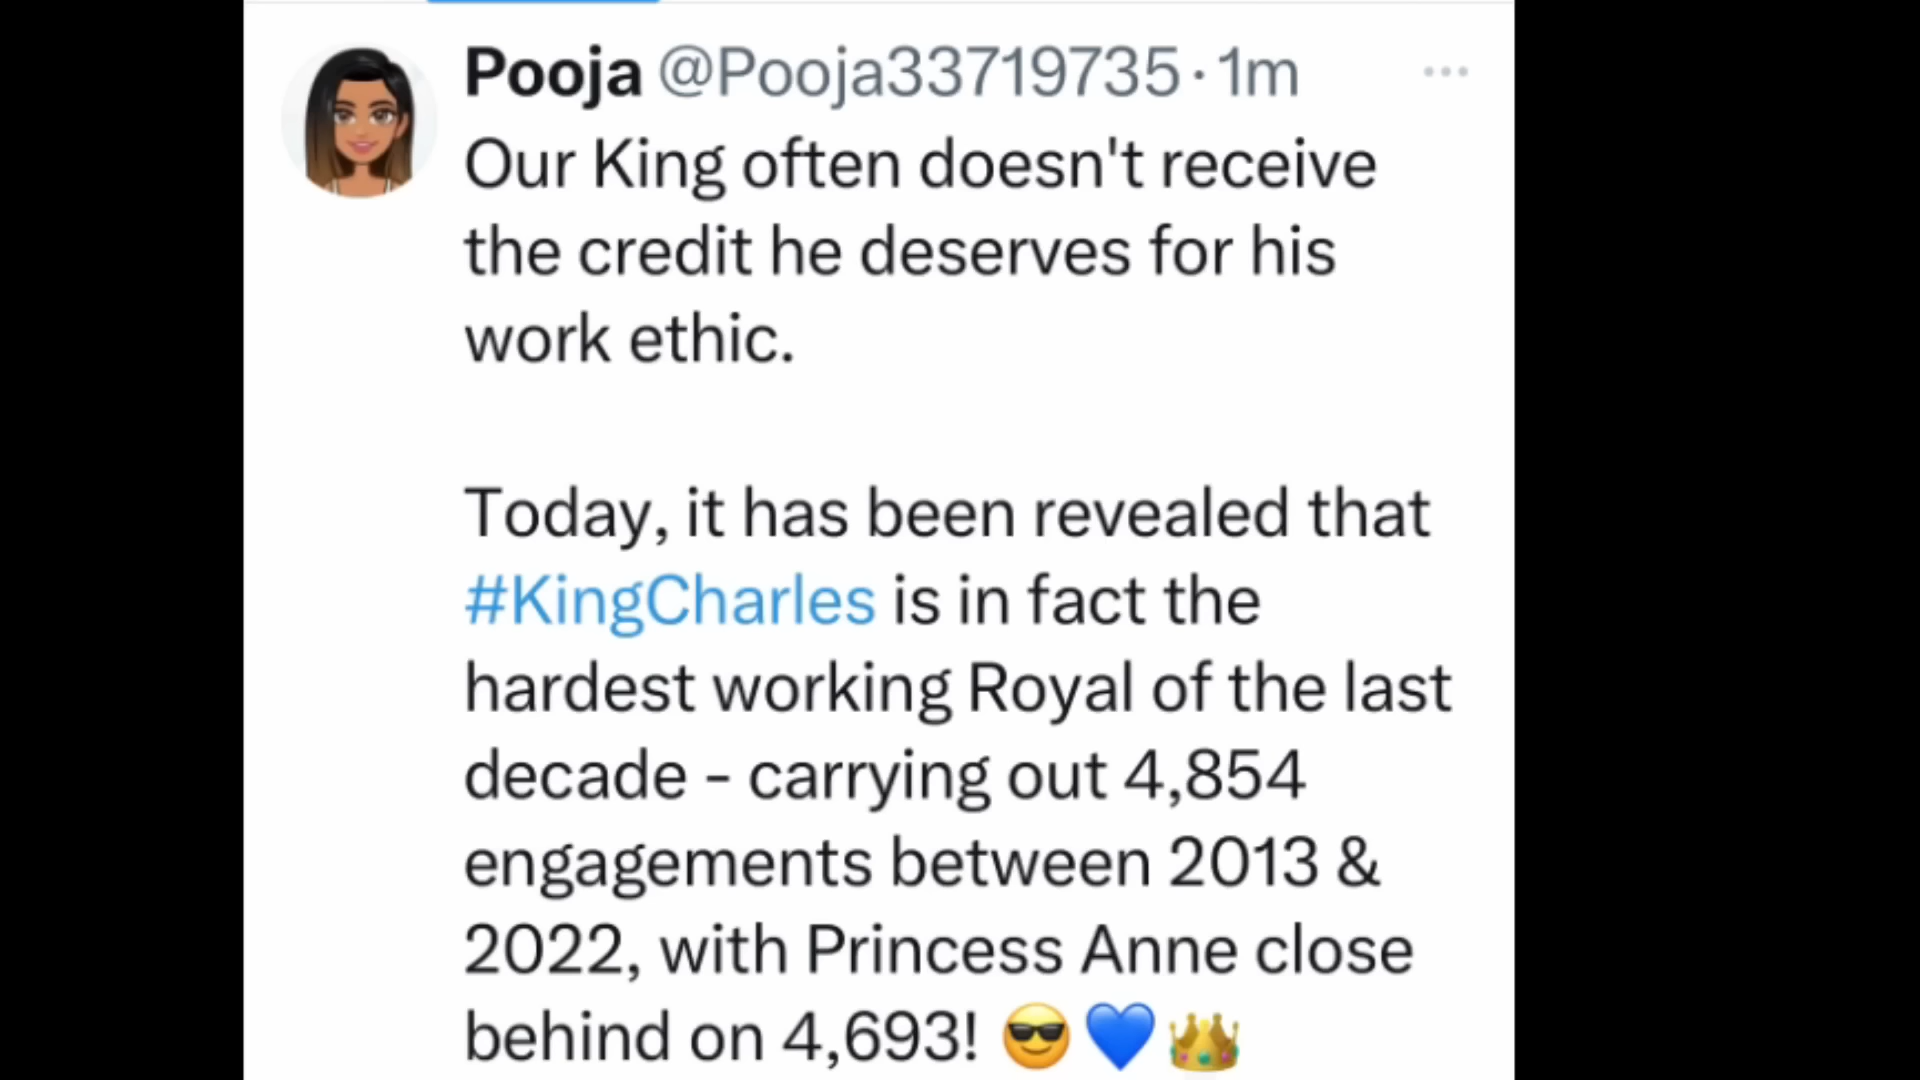 Pooja @Pooja33719735 · 1m ...
Our King often doesn't receive
the credit he deserves for his
work ethic.
Today, it has been revealed that
#KingCharles is in fact the
hardest working Royal of the last
decade - carrying out 4,854
engagements between 2013 &
2022, with Princess Anne close
behind on 4,693! 😎💙👑